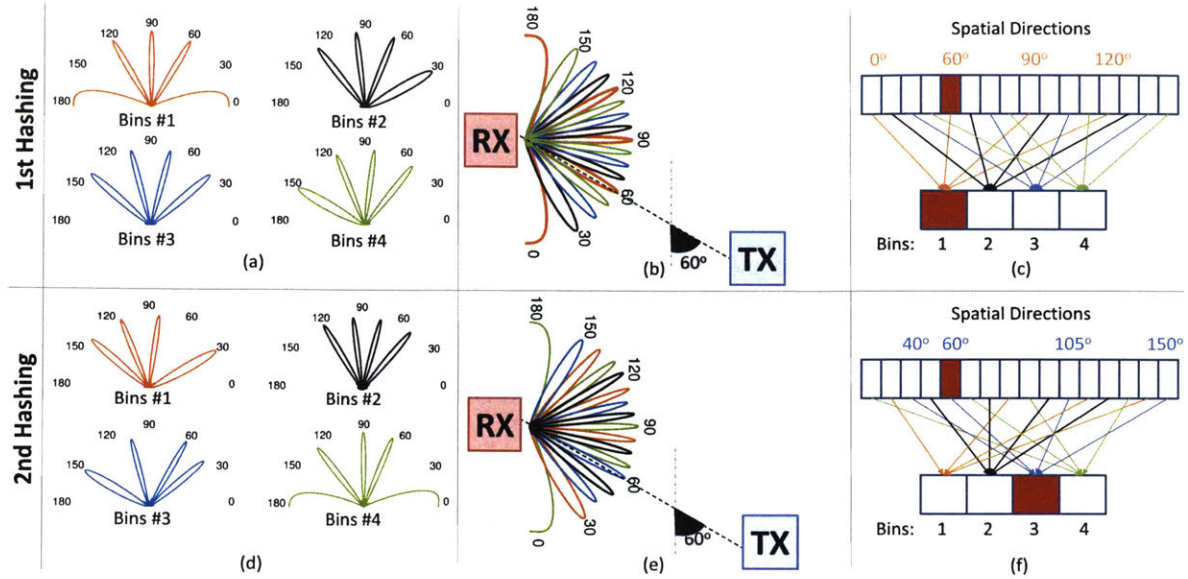 1st Hashing
90
120
60
150
30
180
0
Bins #1
90
120
60
150
30
180
0
Bins #2
90
120
60
150
30
180
0
Bins #3
90
120
60
150
30
180
0
Bins #4
(a)
180
150
120
90
60
30
0
RX
TX
60°
(b)
Spatial Directions
0° 60° 90° 120°
Bins: 1 2 3 4
(c)
2nd Hashing
90
120
60
150
30
180
0
Bins #1
90
120
60
150
30
180
0
Bins #2
90
120
60
150
30
180
0
Bins #3
90
120
60
150
30
180
0
Bins #4
(d)
180
150
120
90
60
30
0
RX
TX
60°
(e)
Spatial Directions
40° 60° 105° 150°
Bins: 1 2 3 4
(f)